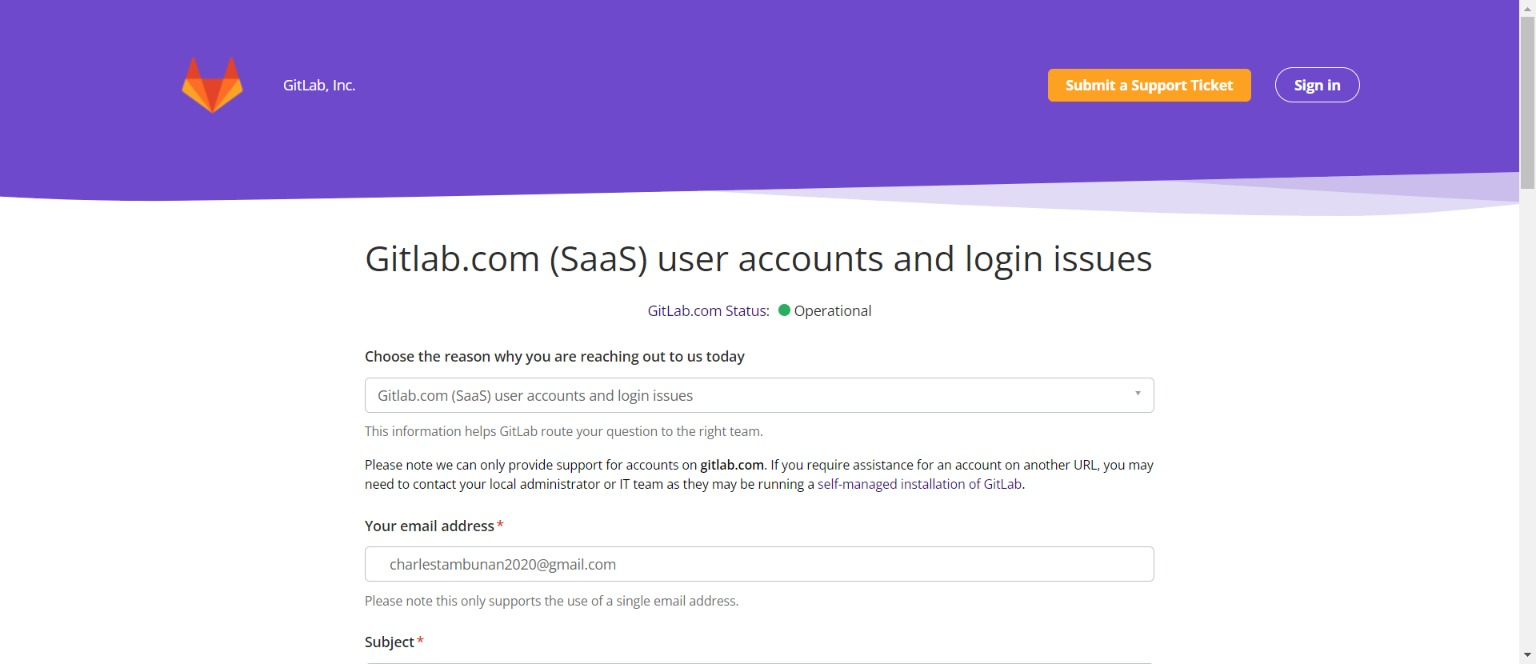 GitLab, Inc.
Submit a Support Ticket
Sign in
Gitlab.com (SaaS) user accounts and login issues
GitLab.com Status: Operational
Choose the reason why you are reaching out to us today
Gitlab.com (SaaS) user accounts and login issues
This information helps GitLab route your question to the right team.
Please note we can only provide support for accounts on gitlab.com. If you require assistance for an account on another URL, you may
need to contact your local administrator or IT team as they may be running a self-managed installation of GitLab.
Your email address*
charlestambunan2020@gmail.com
Please note this only supports the use of a single email address.
Subject*